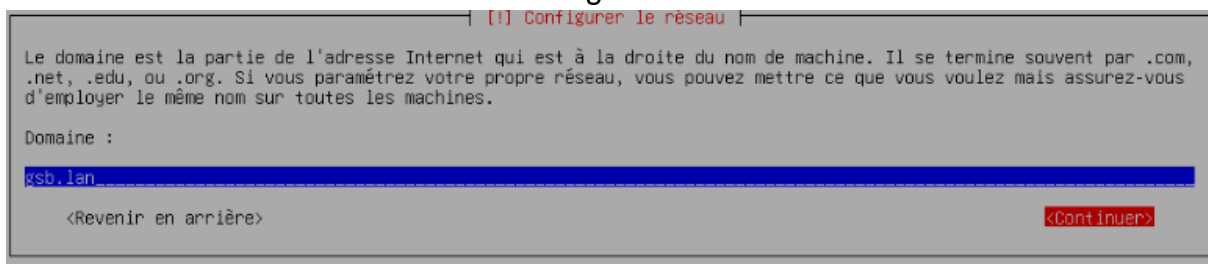 [!] Configurer le réseau
Le domaine est la partie de l'adresse Internet qui est à la droite du nom de machine. Il se termine souvent par .com,
.net, .edu, ou .org. Si vous paramétrez votre propre réseau, vous pouvez mettre ce que vous voulez mais assurez-vous
d'employer le même nom sur toutes les machines.
Domaine :
gsb.lan
<Revenir en arrière> <Continuer>